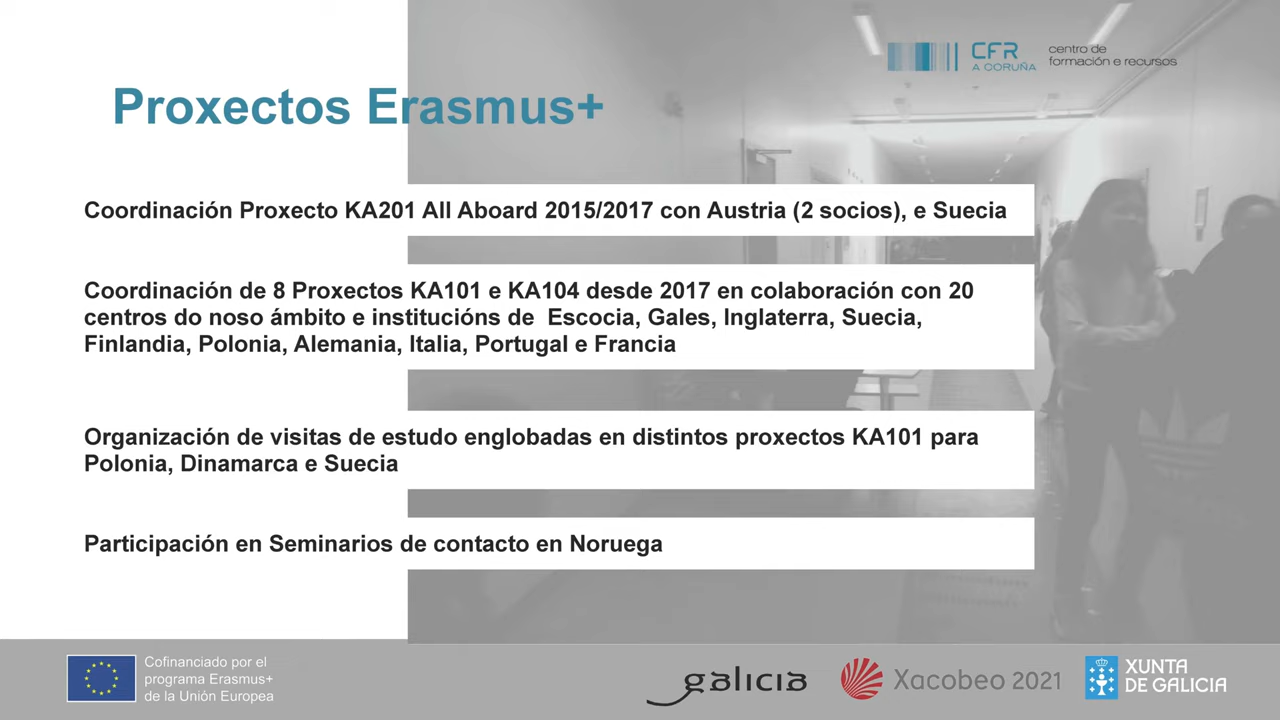 CFR
A CORUÑA
centro de
formación e recursos
Proxectos Erasmus+
Coordinación Proxecto KA201 All Aboard 2015/2017 con Austria (2 socios), e Suecia
Coordinación de 8 Proxectos KA101 e KA104 desde 2017 en colaboración con 20
centros do noso ámbito e institucións de Escocia, Gales, Inglaterra, Suecia,
Finlandia, Polonia, Alemania, Italia, Portugal e Francia
Organización de visitas de estudo englobadas en distintos proxectos KA101 para
Polonia, Dinamarca e Suecia
Participación en Seminarios de contacto en Noruega
Cofinanciado por el
programa Erasmus+
de la Unión Europea
galicia
Xacobeo 2021
XUNTA
DE GALICIA